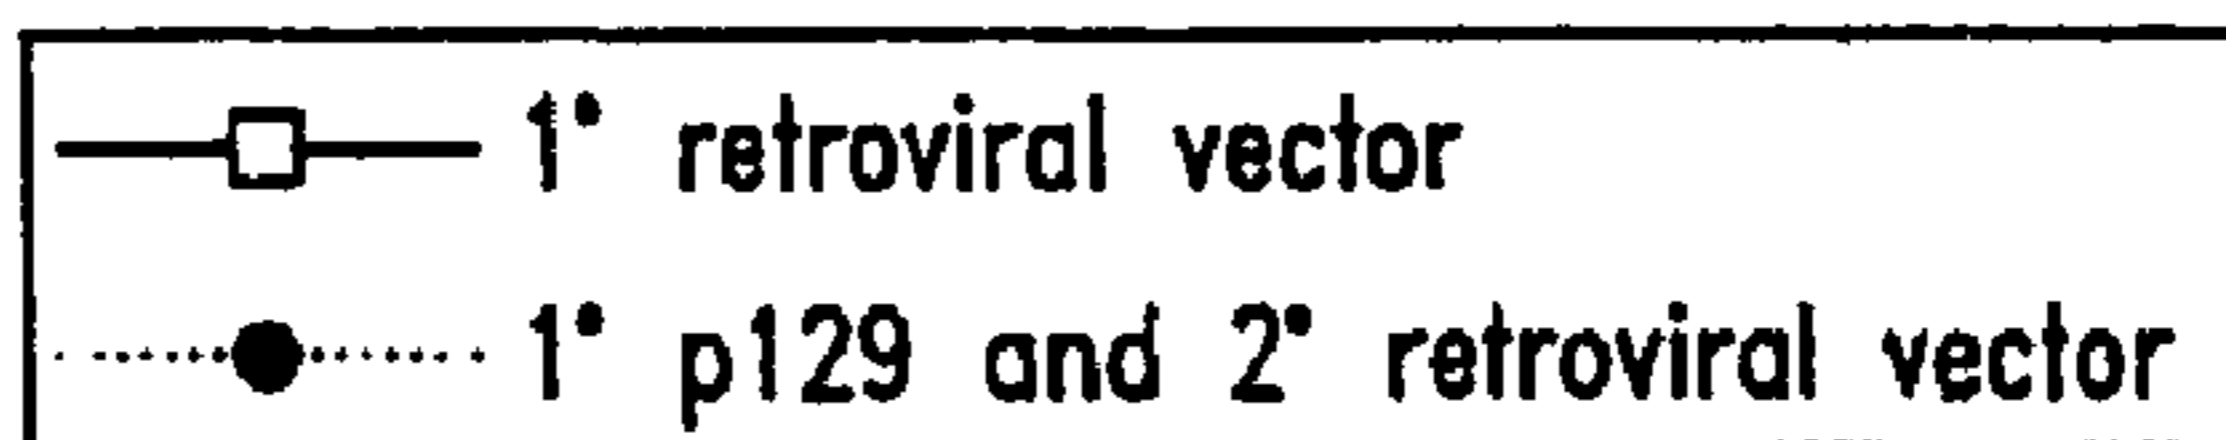 1° retroviral vector
1° p129 and 2° retroviral vector